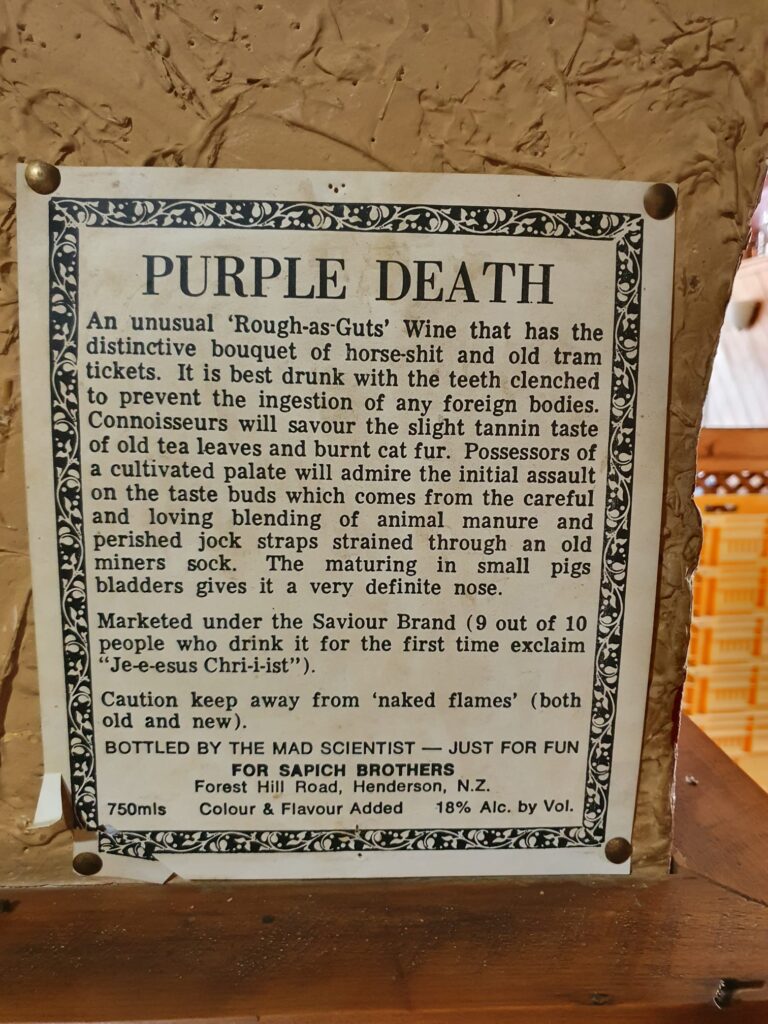 PURPLE DEATH
An unusual ‘Rough-as-Guts’ Wine that has the
distinctive bouquet of horse-shit and old tram
tickets. It is best drunk with the teeth clenched
to prevent the ingestion of any foreign bodies.
Connoisseurs will savour the slight tannin taste
of old tea leaves and burnt cat fur. Possessors of
a cultivated palate will admire the initial assault
on the taste buds which comes from the careful
and loving blending of animal manure and
perished jock straps strained through an old
miners sock. The maturing in small pigs
bladders gives it a very definite nose.
Marketed under the Saviour Brand (9 out of 10
people who drink it for the first time exclaim
“Je-e-esus Chri-i-ist”).
Caution keep away from ‘naked flames’ (both
old and new).
BOTTLED BY THE MAD SCIENTIST — JUST FOR FUN
FOR SAPICH BROTHERS
Forest Hill Road, Henderson, N.Z.
750mls Colour & Flavour Added 18% Alc. by Vol.